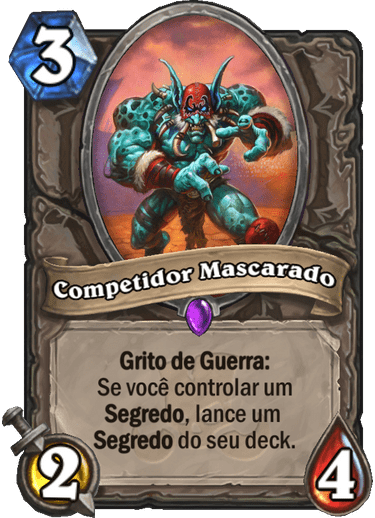 3
Competidor Mascarado
Grito de Guerra:
Se você controlar um
Segredo, lance um
Segredo do seu deck.
2
4